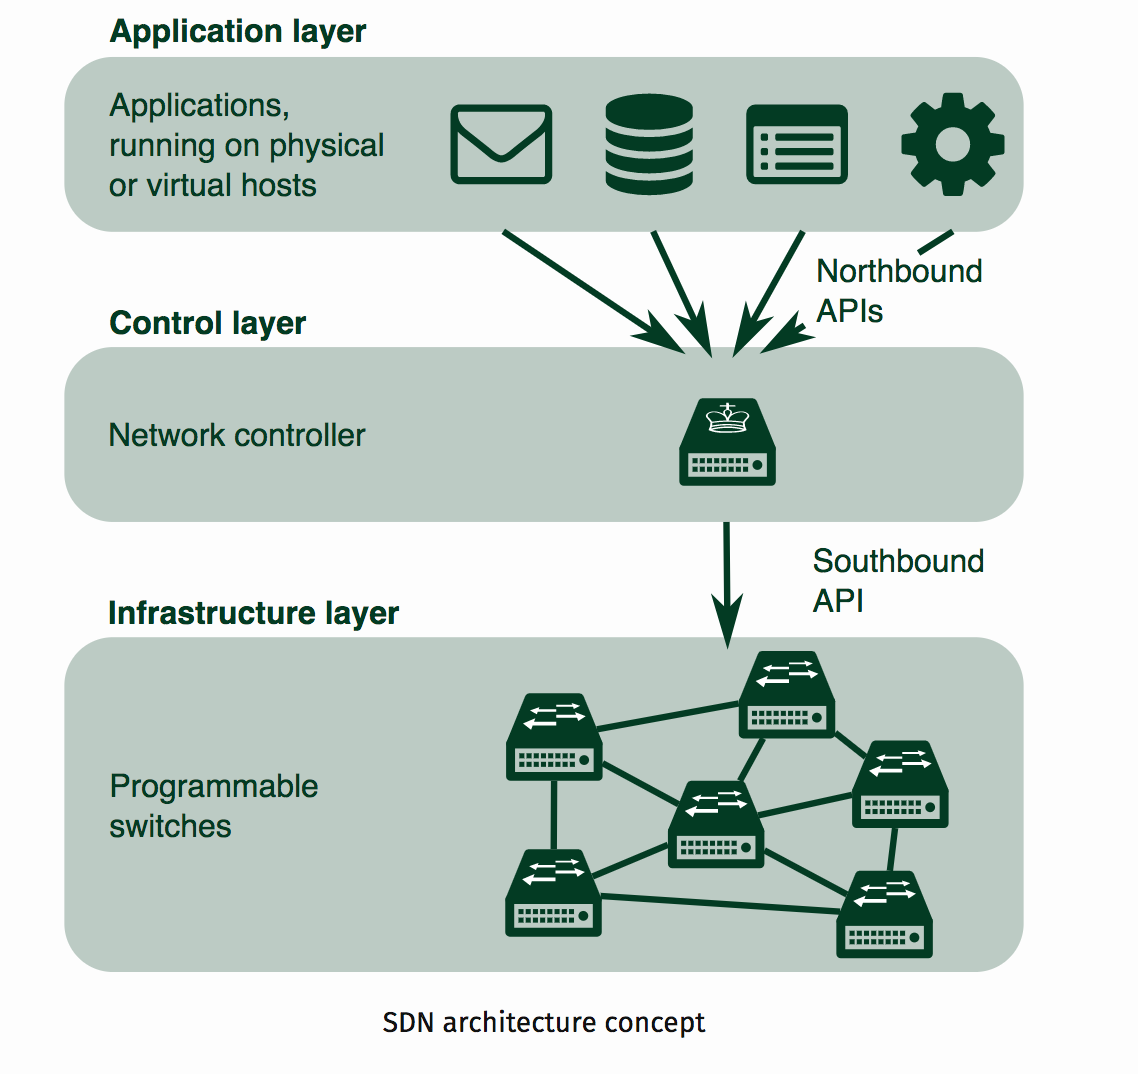 Application layer
Applications,
running on physical
or virtual hosts
Northbound
APIs
Control layer
Network controller
Southbound
API
Infrastructure layer
Programmable
switches
SDN architecture concept